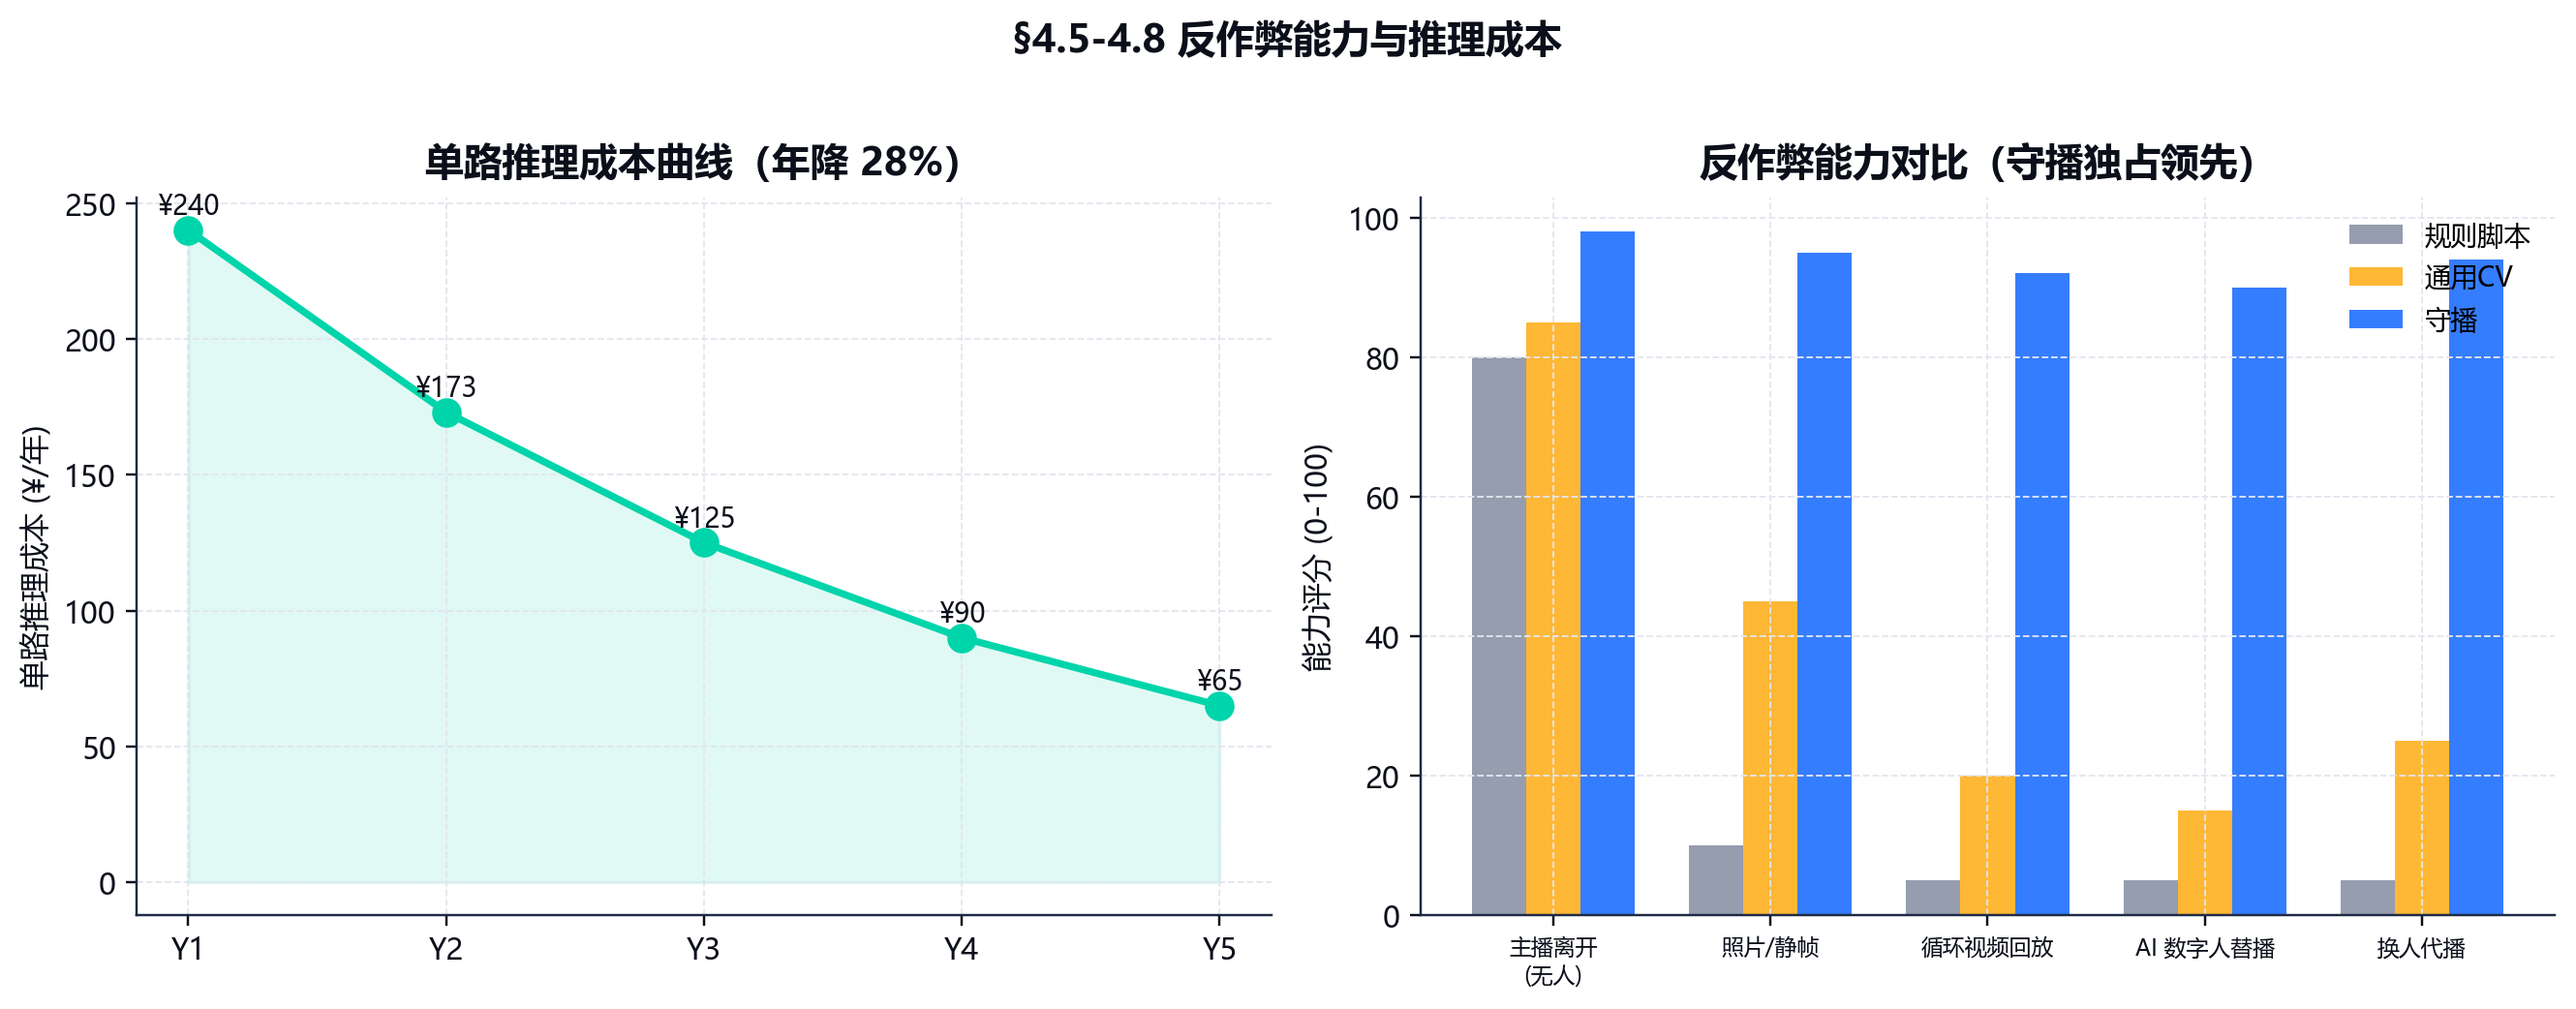 §4.5-4.8 反作弊能力与推理成本
单路推理成本曲线（年降 28%）
单路推理成本 (¥/年)
250
200
150
100
50
0
¥240
¥173
¥125
¥90
¥65
Y1
Y2
Y3
Y4
Y5
反作弊能力对比（守播独占领先）
能力评分 (0-100)
100
80
60
40
20
0
规则脚本
通用CV
守播
主播离开
(无人)
照片/静帧
循环视频回放
AI 数字人替播
换人代播